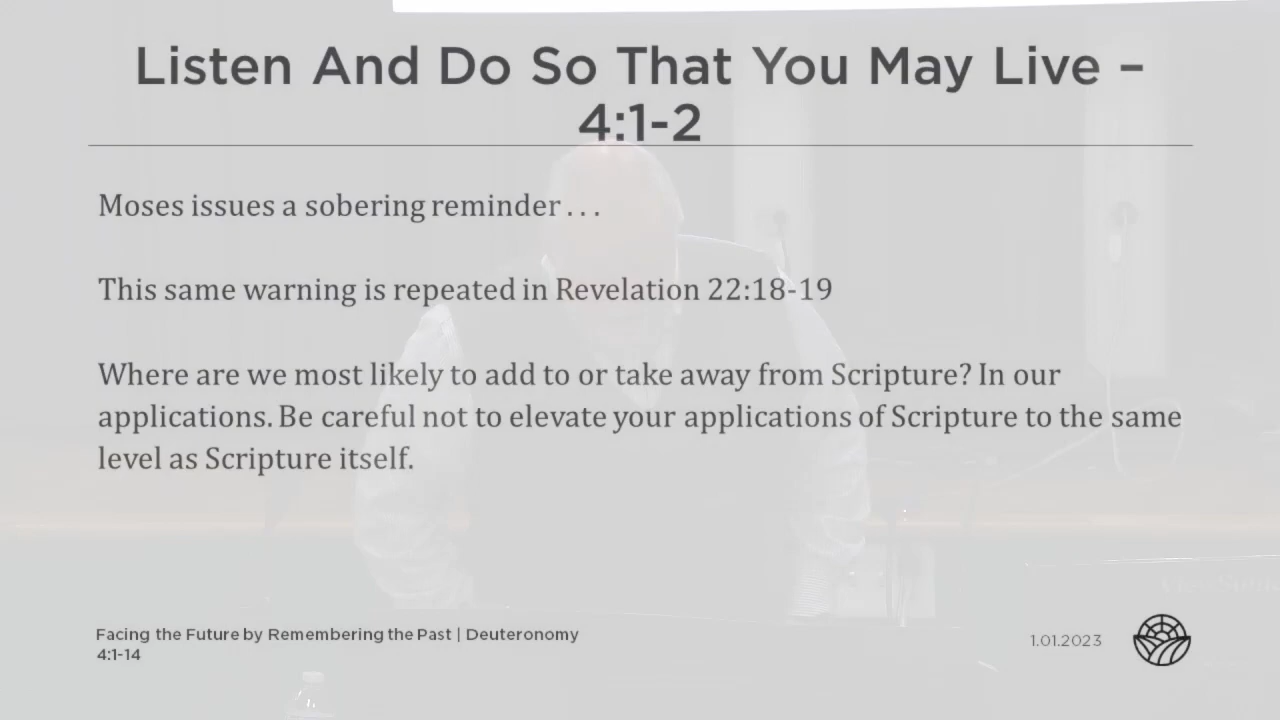 Listen And Do So That You May Live –
4:1-2
Moses issues a sobering reminder . . .
This same warning is repeated in Revelation 22:18-19
Where are we most likely to add to or take away from Scripture? In our
applications. Be careful not to elevate your applications of Scripture to the same
level as Scripture itself.
Facing the Future by Remembering the Past | Deuteronomy
4:1-14
1.01.2023